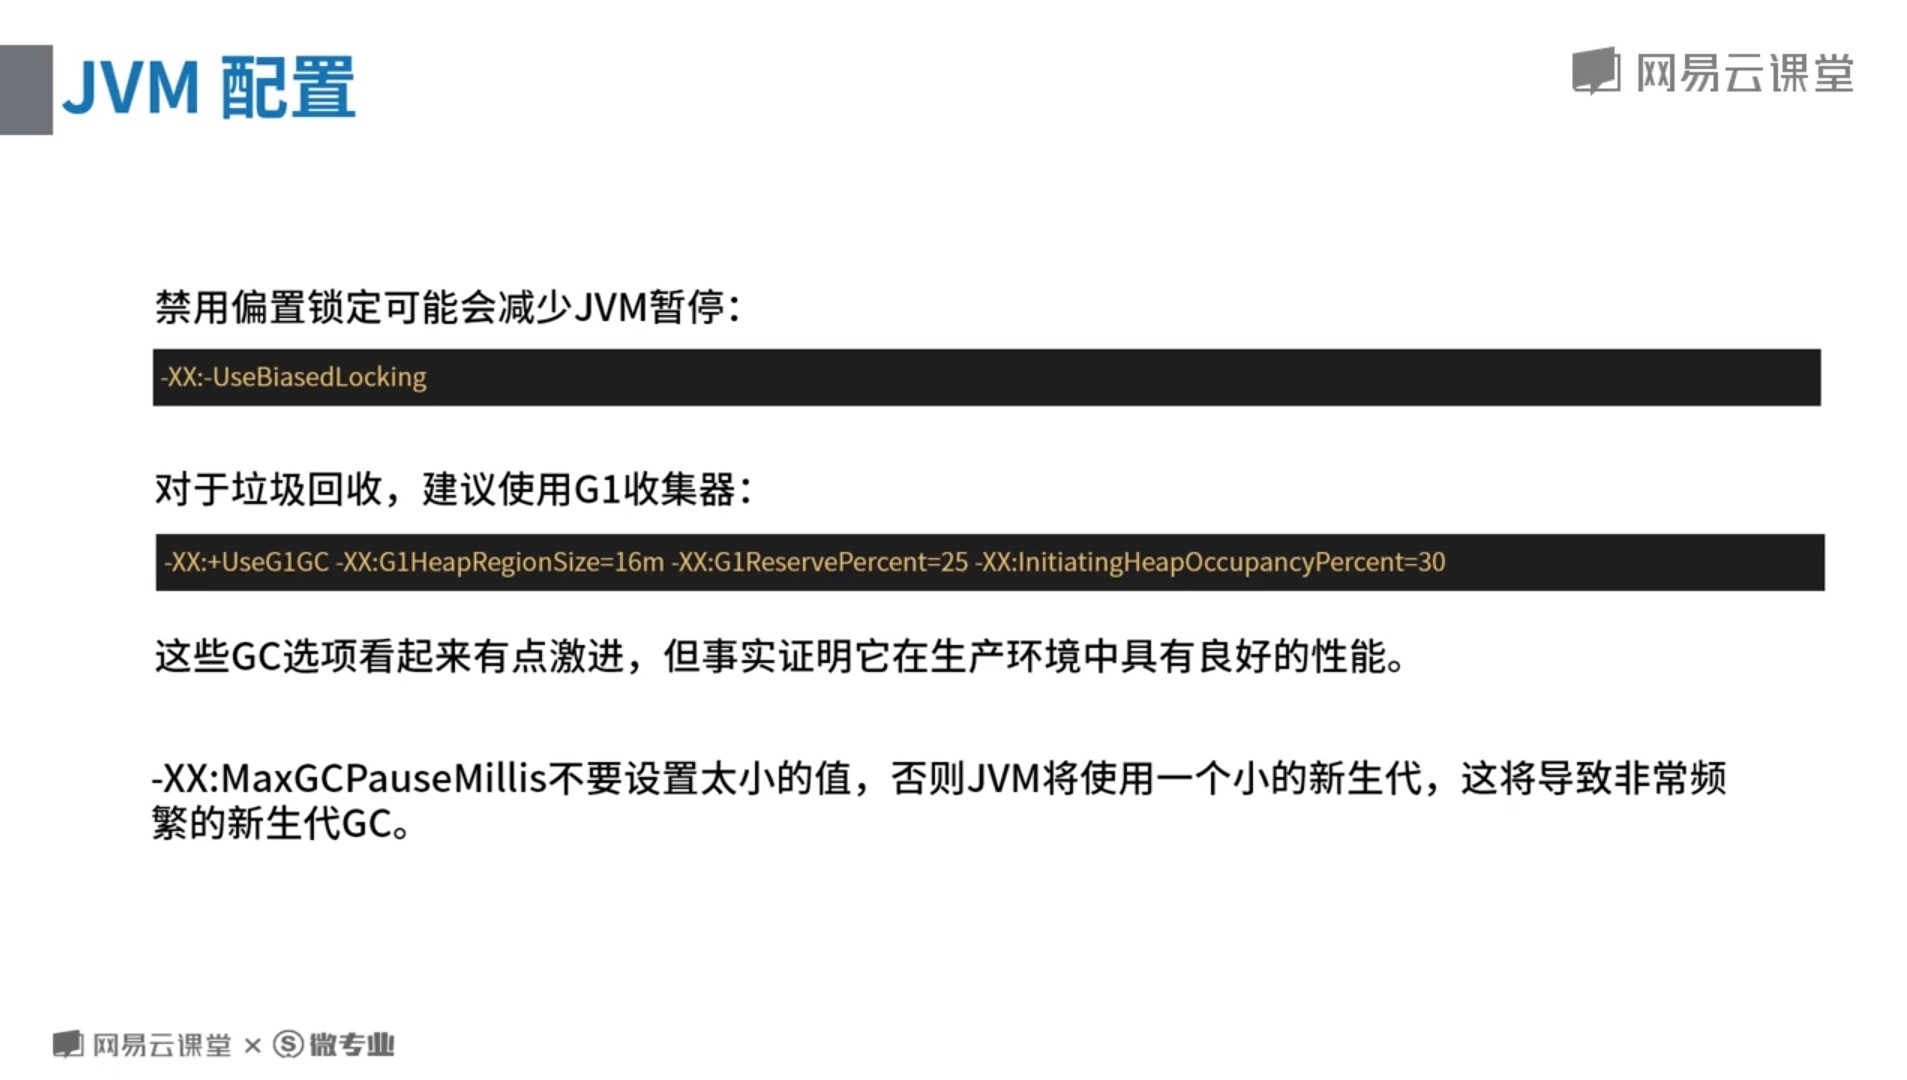 JVM 配置
网易云课堂
禁用偏置锁定可能会减少JVM暂停：
-XX:-UseBiasedLocking
对于垃圾回收，建议使用G1收集器：
-XX:+UseG1GC -XX:G1HeapRegionSize=16m -XX:G1ReservePercent=25 -XX:InitiatingHeapOccupancyPercent=30
这些GC选项看起来有点激进，但事实证明它在生产环境中具有良好的性能。
-XX:MaxGCPauseMillis不要设置太小的值，否则JVM将使用一个小的新生代，这将导致非常频
繁的新生代GC。
网易云课堂 × S 微专业